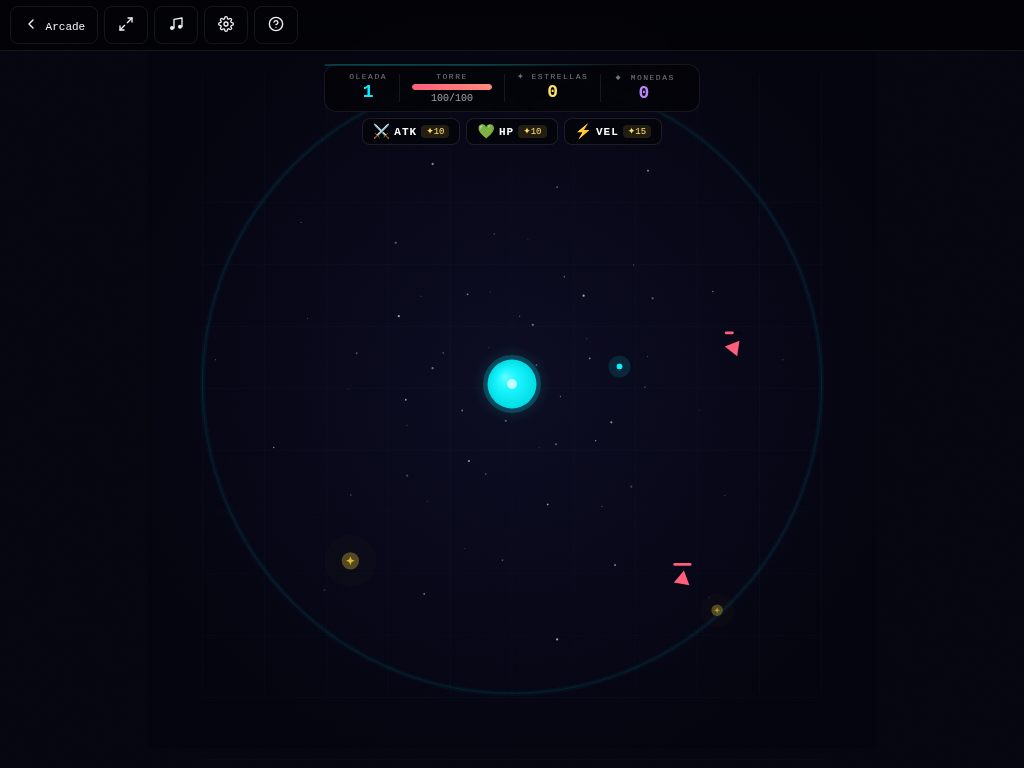 Arcade
OLEADA
1
TORRE
100/100
✦ ESTRELLAS
0
◆ MONEDAS
0
ATK ✦10
HP ✦10
VEL ✦15